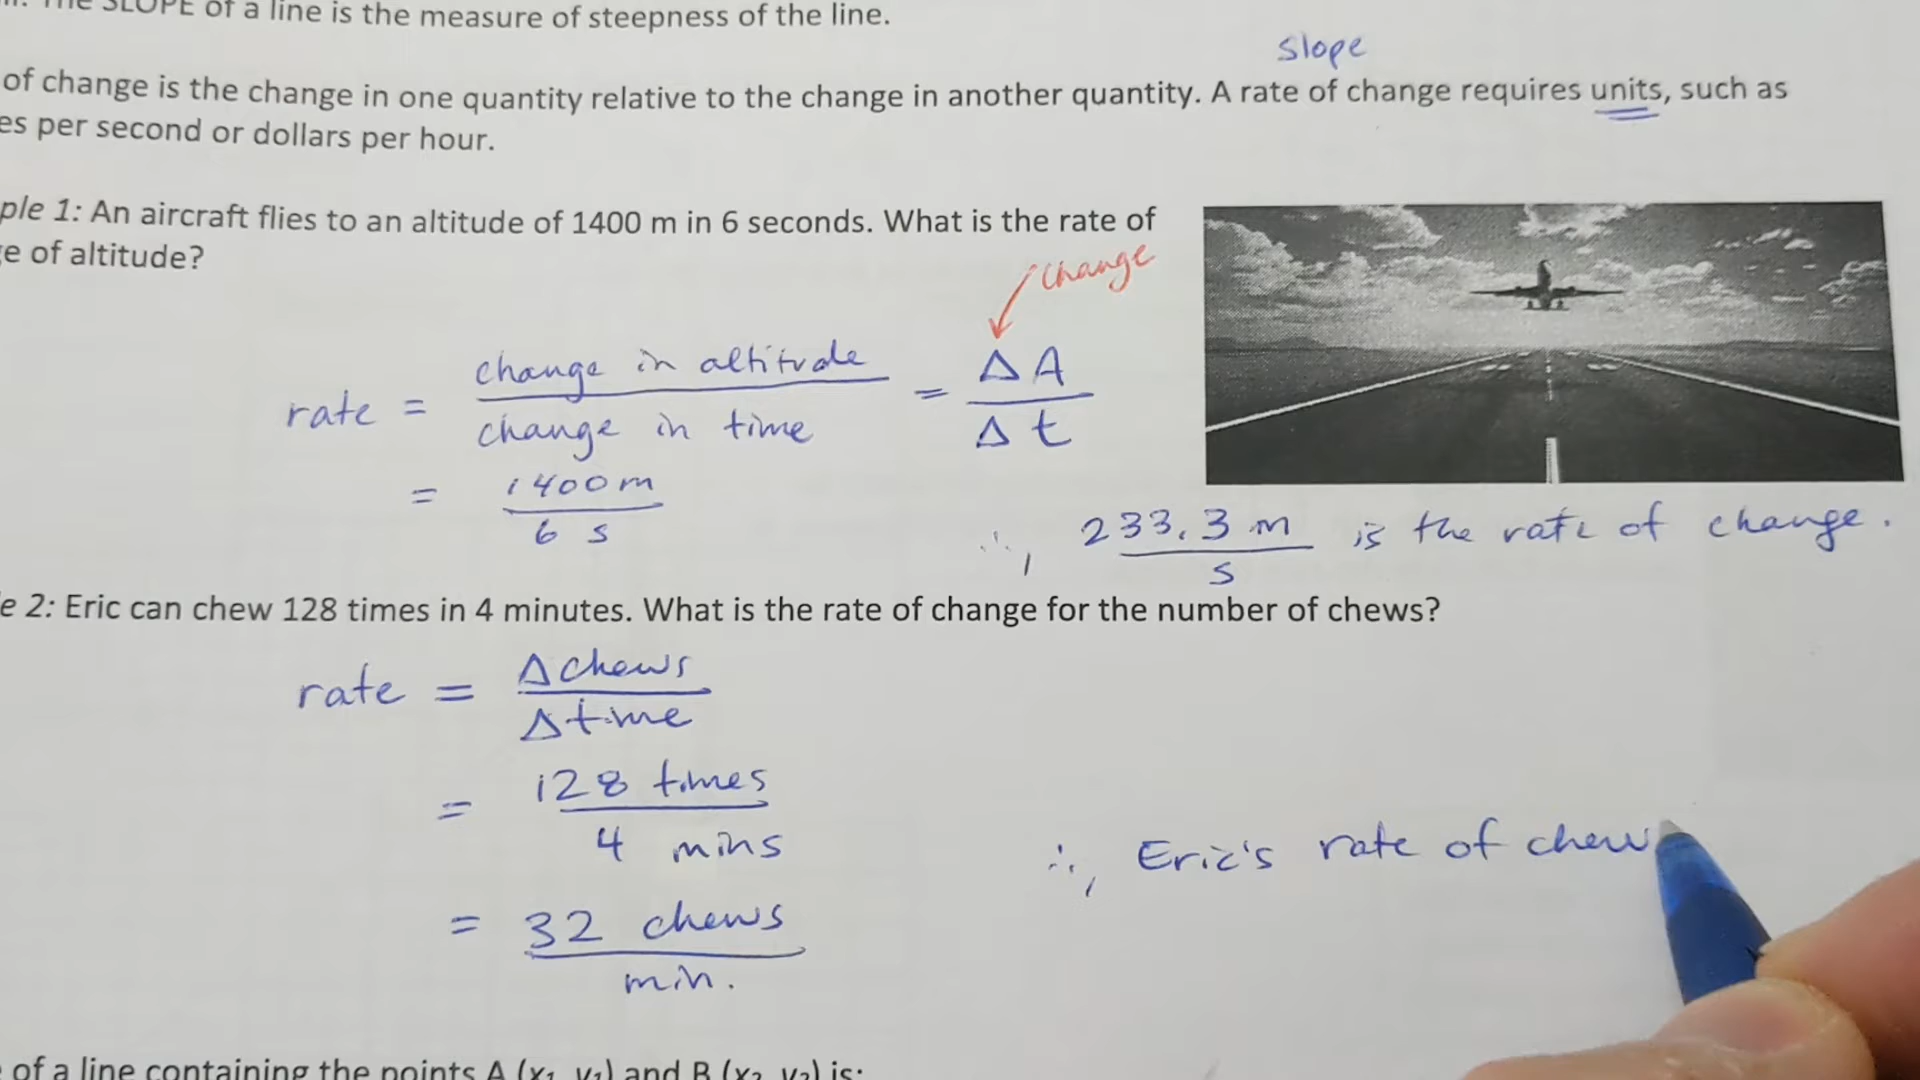 SLOPE of a line is the measure of steepness of the line.
slope
of change is the change in one quantity relative to the change in another quantity. A rate of change requires units, such as
es per second or dollars per hour.
ple 1: An aircraft flies to an altitude of 1400 m in 6 seconds. What is the rate of
e of altitude?
change
rate = change in altitude / change in time = ΔA / Δt
= 1400 m / 6 s
∴, 233.3 m / s is the rate of change.
e 2: Eric can chew 128 times in 4 minutes. What is the rate of change for the number of chews?
rate = Δchews / Δtime
= 128 times / 4 mins
∴, Eric's rate of chew
= 32 chews / min.
of a line containing the points A (x₁, y₁) and B (x₂, y₂) is: